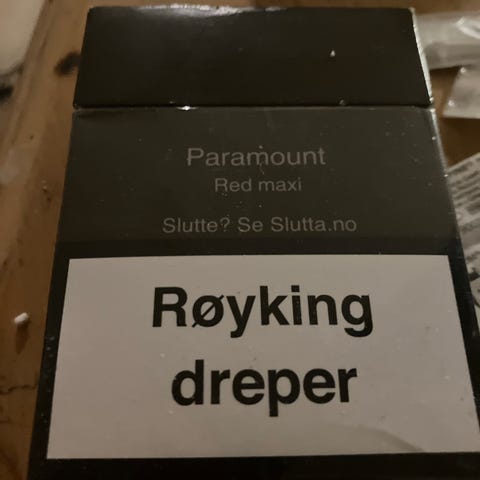 Paramount
Red maxi
Slutte? Se Slutta.no
Røyking
dreper